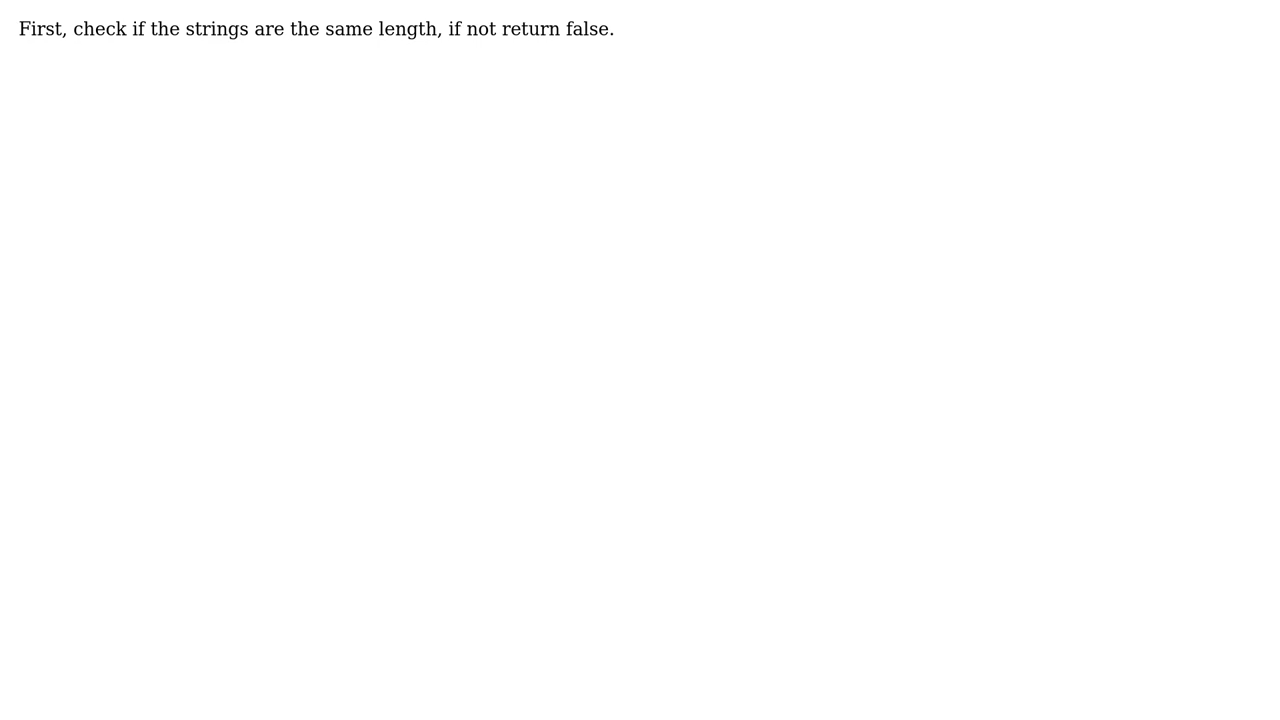 First, check if the strings are the same length, if not return false.